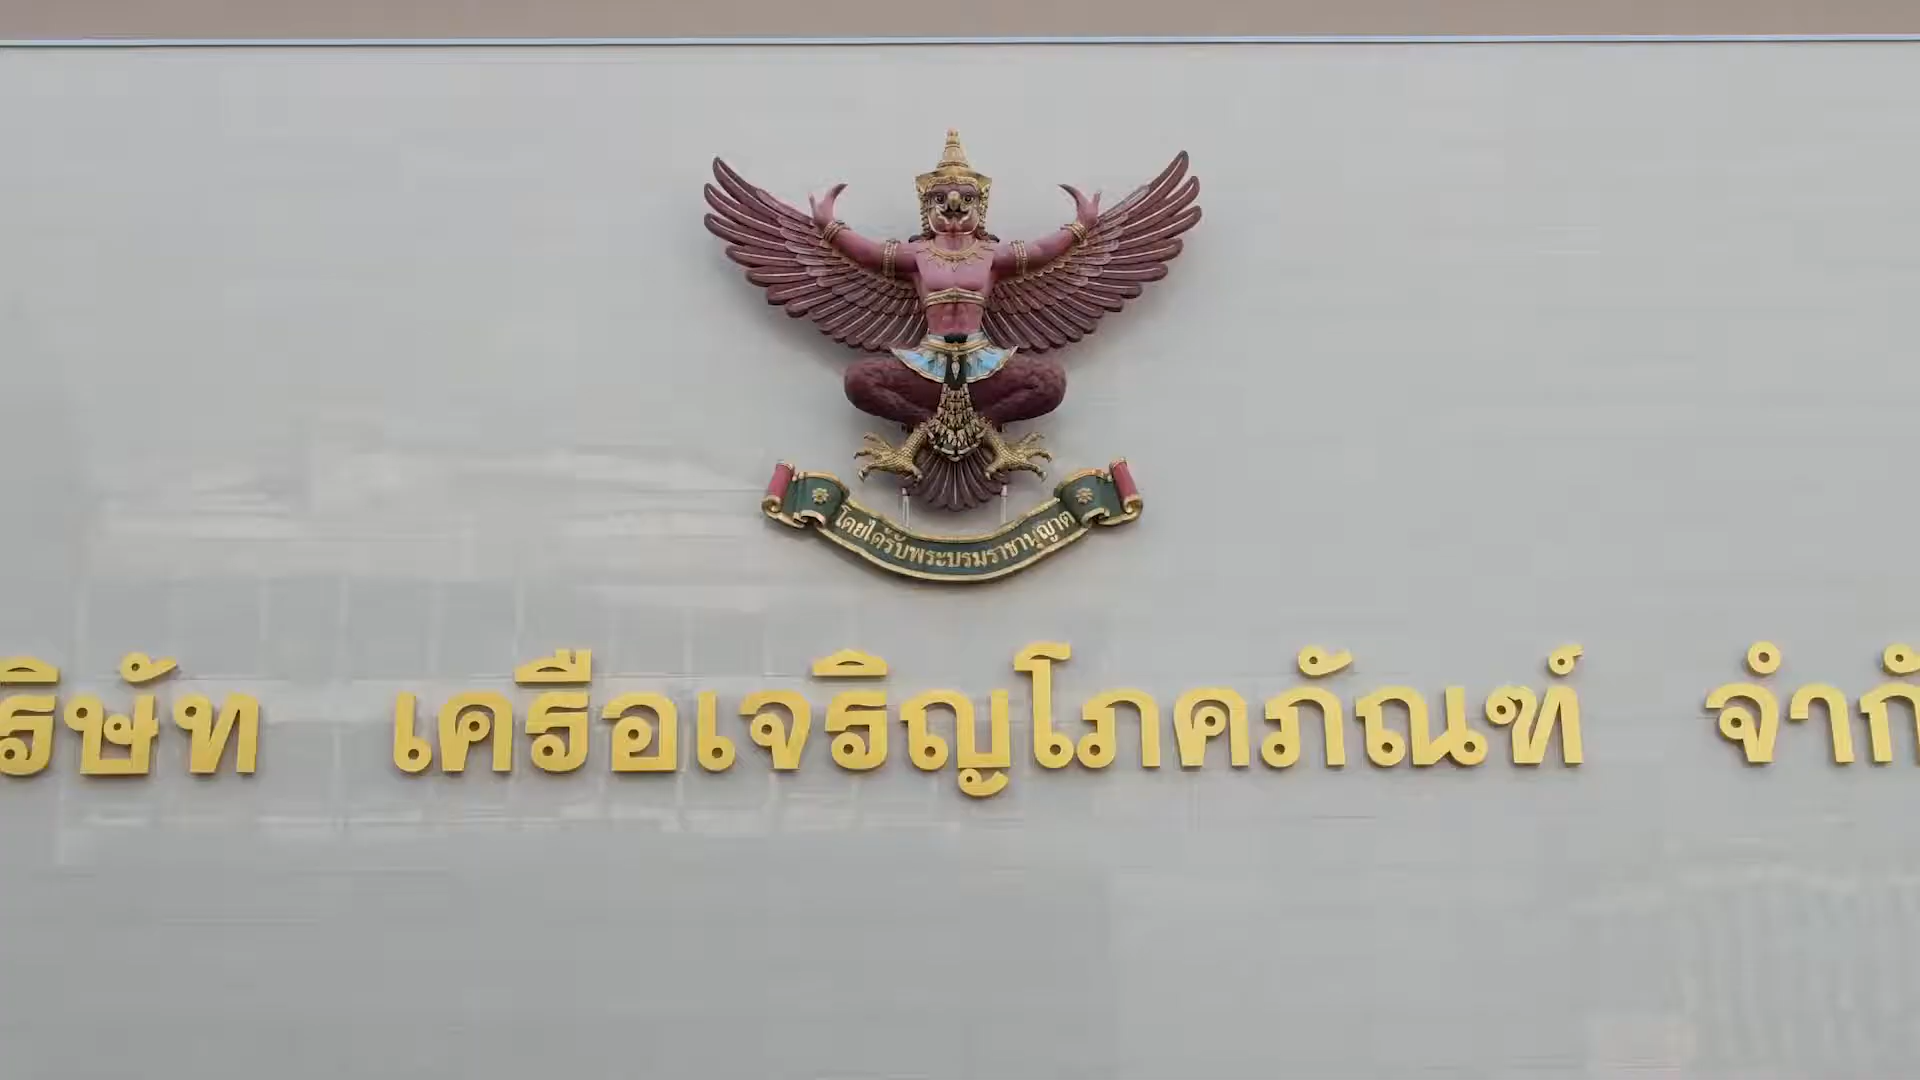 โดยได้รับพระบรมราชานุญาต
ริษัท เครือเจริญโภคภัณฑ์ จำกั